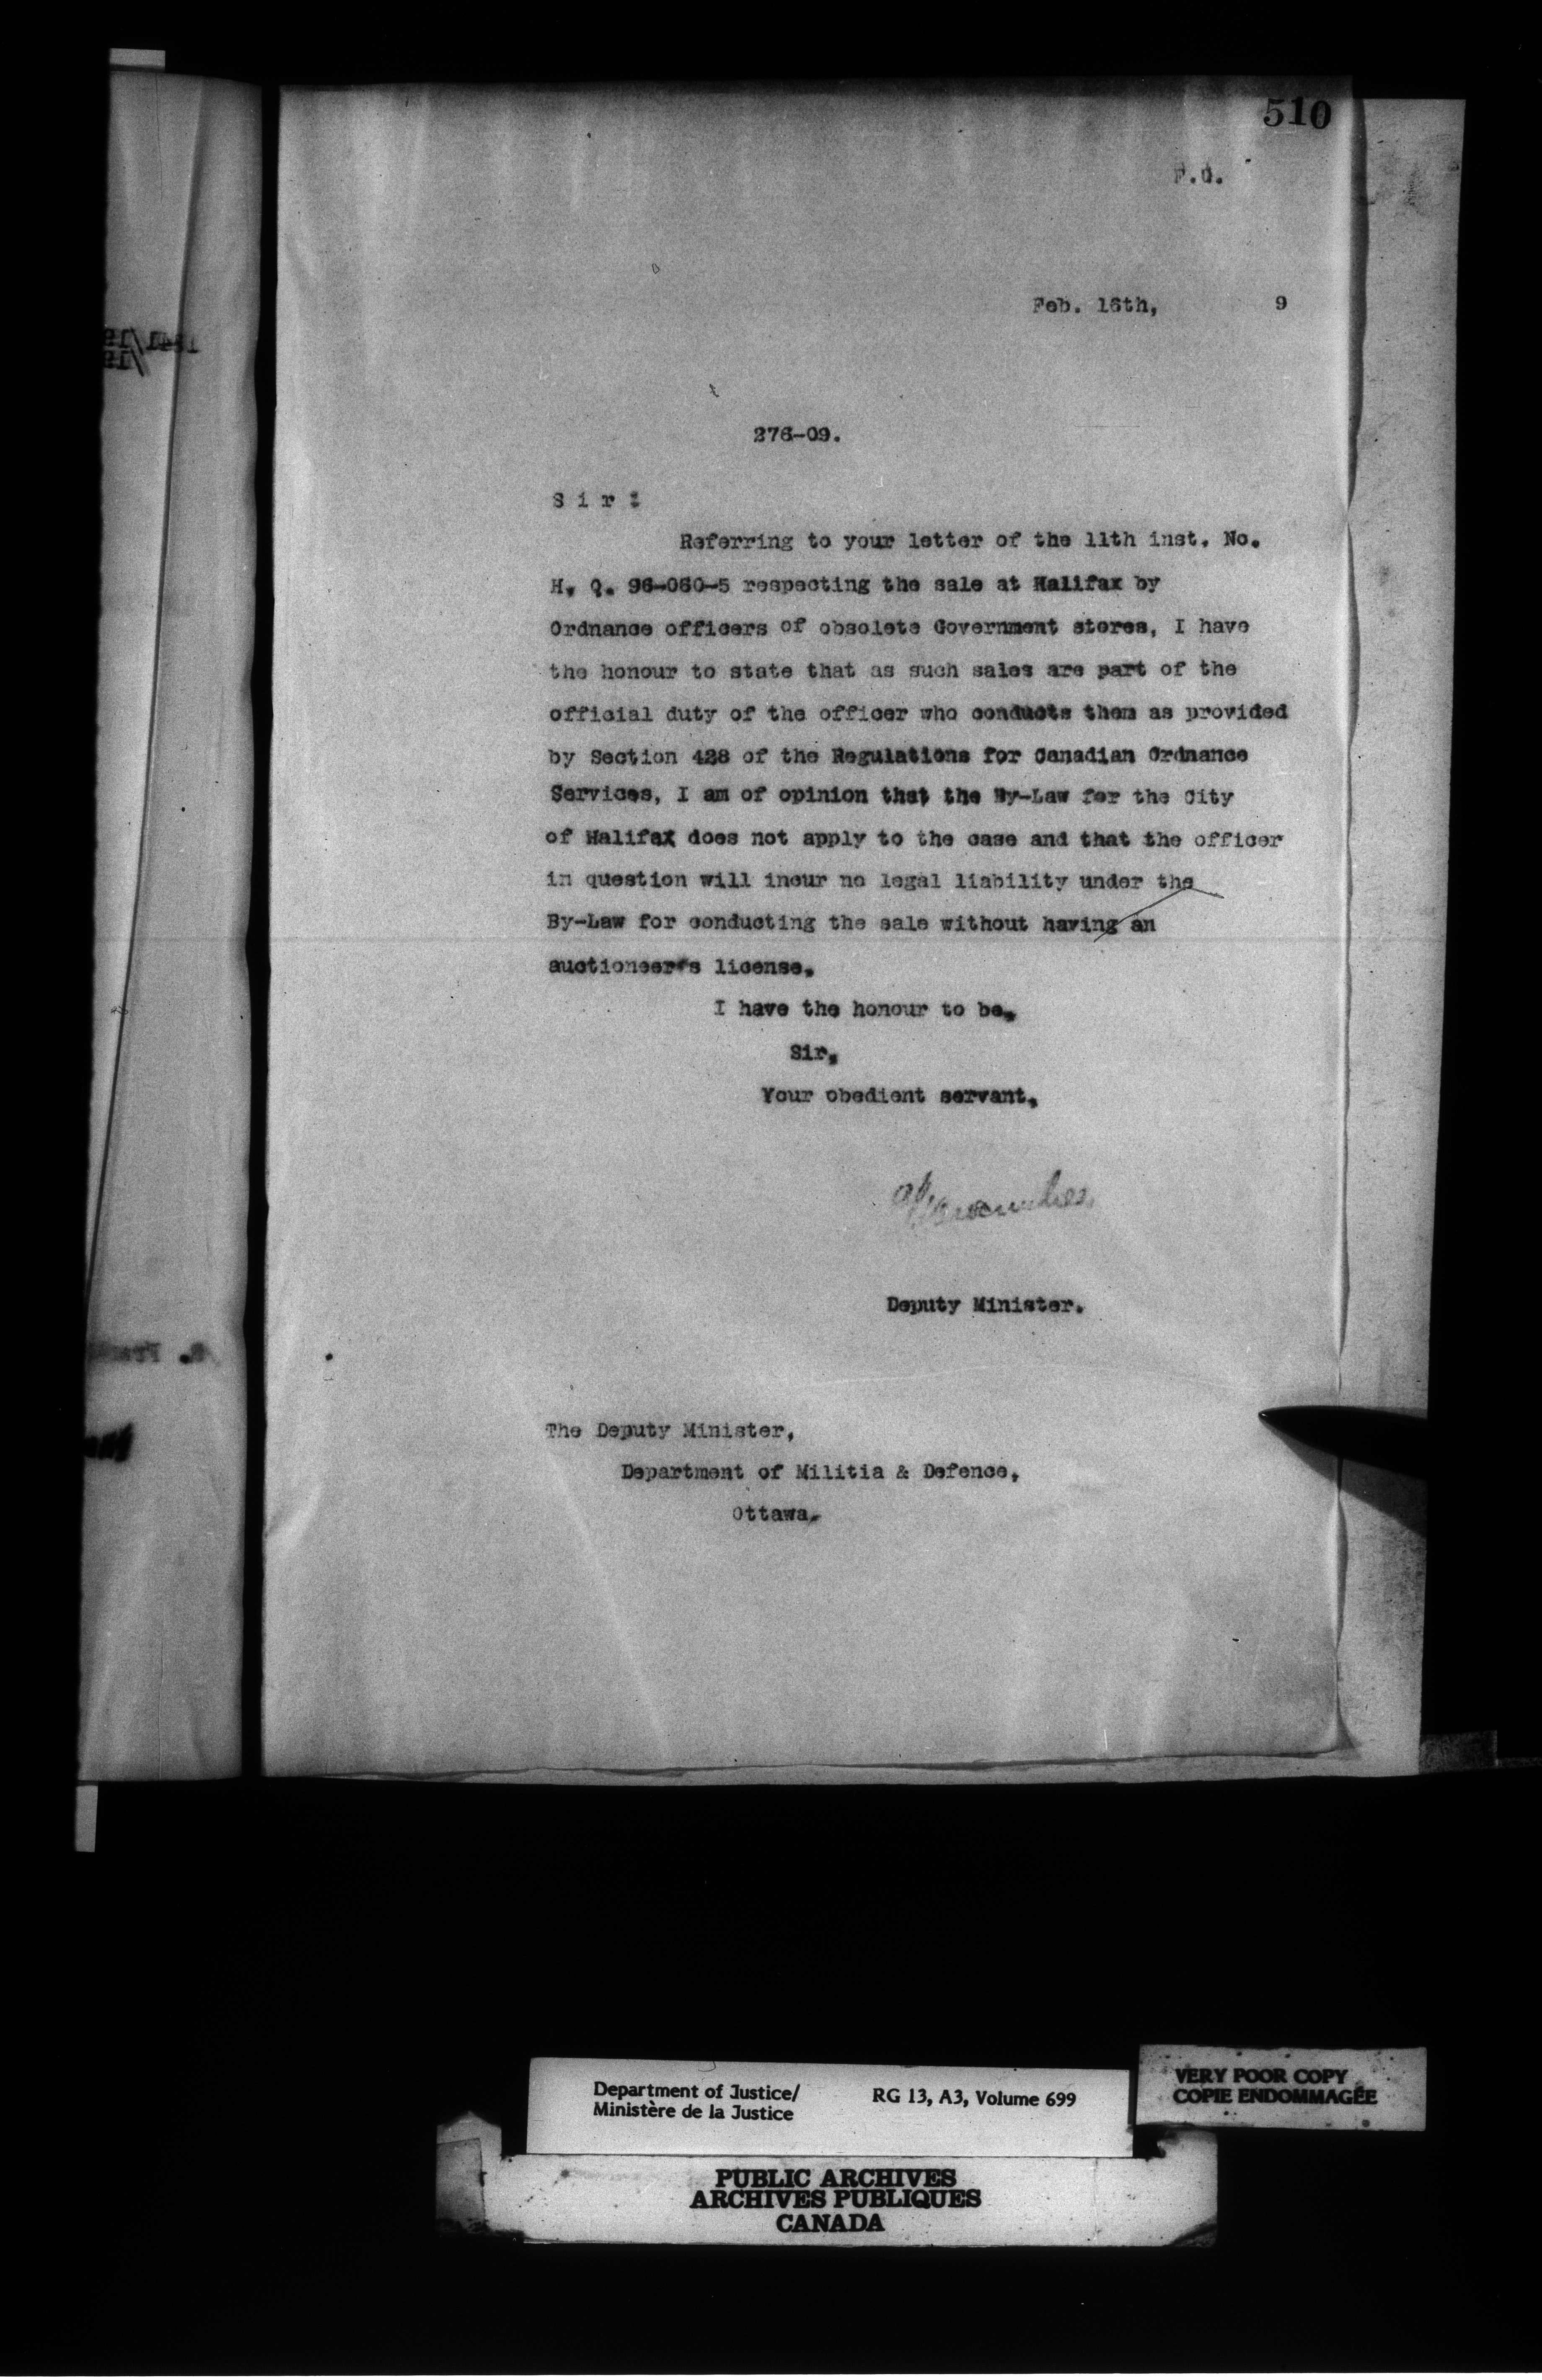 510
F.C.
Feb. 16th, 9
276-09.
Sir:
Referring to your letter of the 11th inst. No.
H. Q. 96-060-5 respecting the sale at Halifax by
Ordnance officers of obsolete Government stores, I have
the honour to state that as such sales are part of the
official duty of the officer who conducts them as provided
by Section 428 of the Regulations for Canadian Ordnance
Services, I am of opinion that the By-Law for the City
of Halifax does not apply to the case and that the officer
in question will incur no legal liability under the
By-Law for conducting the sale without having an
auctioneer's license.
I have the honour to be,
Sir,
Your obedient servant,
Deputy Minister.
The Deputy Minister,
Department of Militia & Defence,
Ottawa.
Department of Justice/
Ministère de la Justice
RG 13, A3, Volume 699
VERY POOR COPY
COPIE ENDOMMAGÉE
PUBLIC ARCHIVES
ARCHIVES PUBLIQUES
CANADA